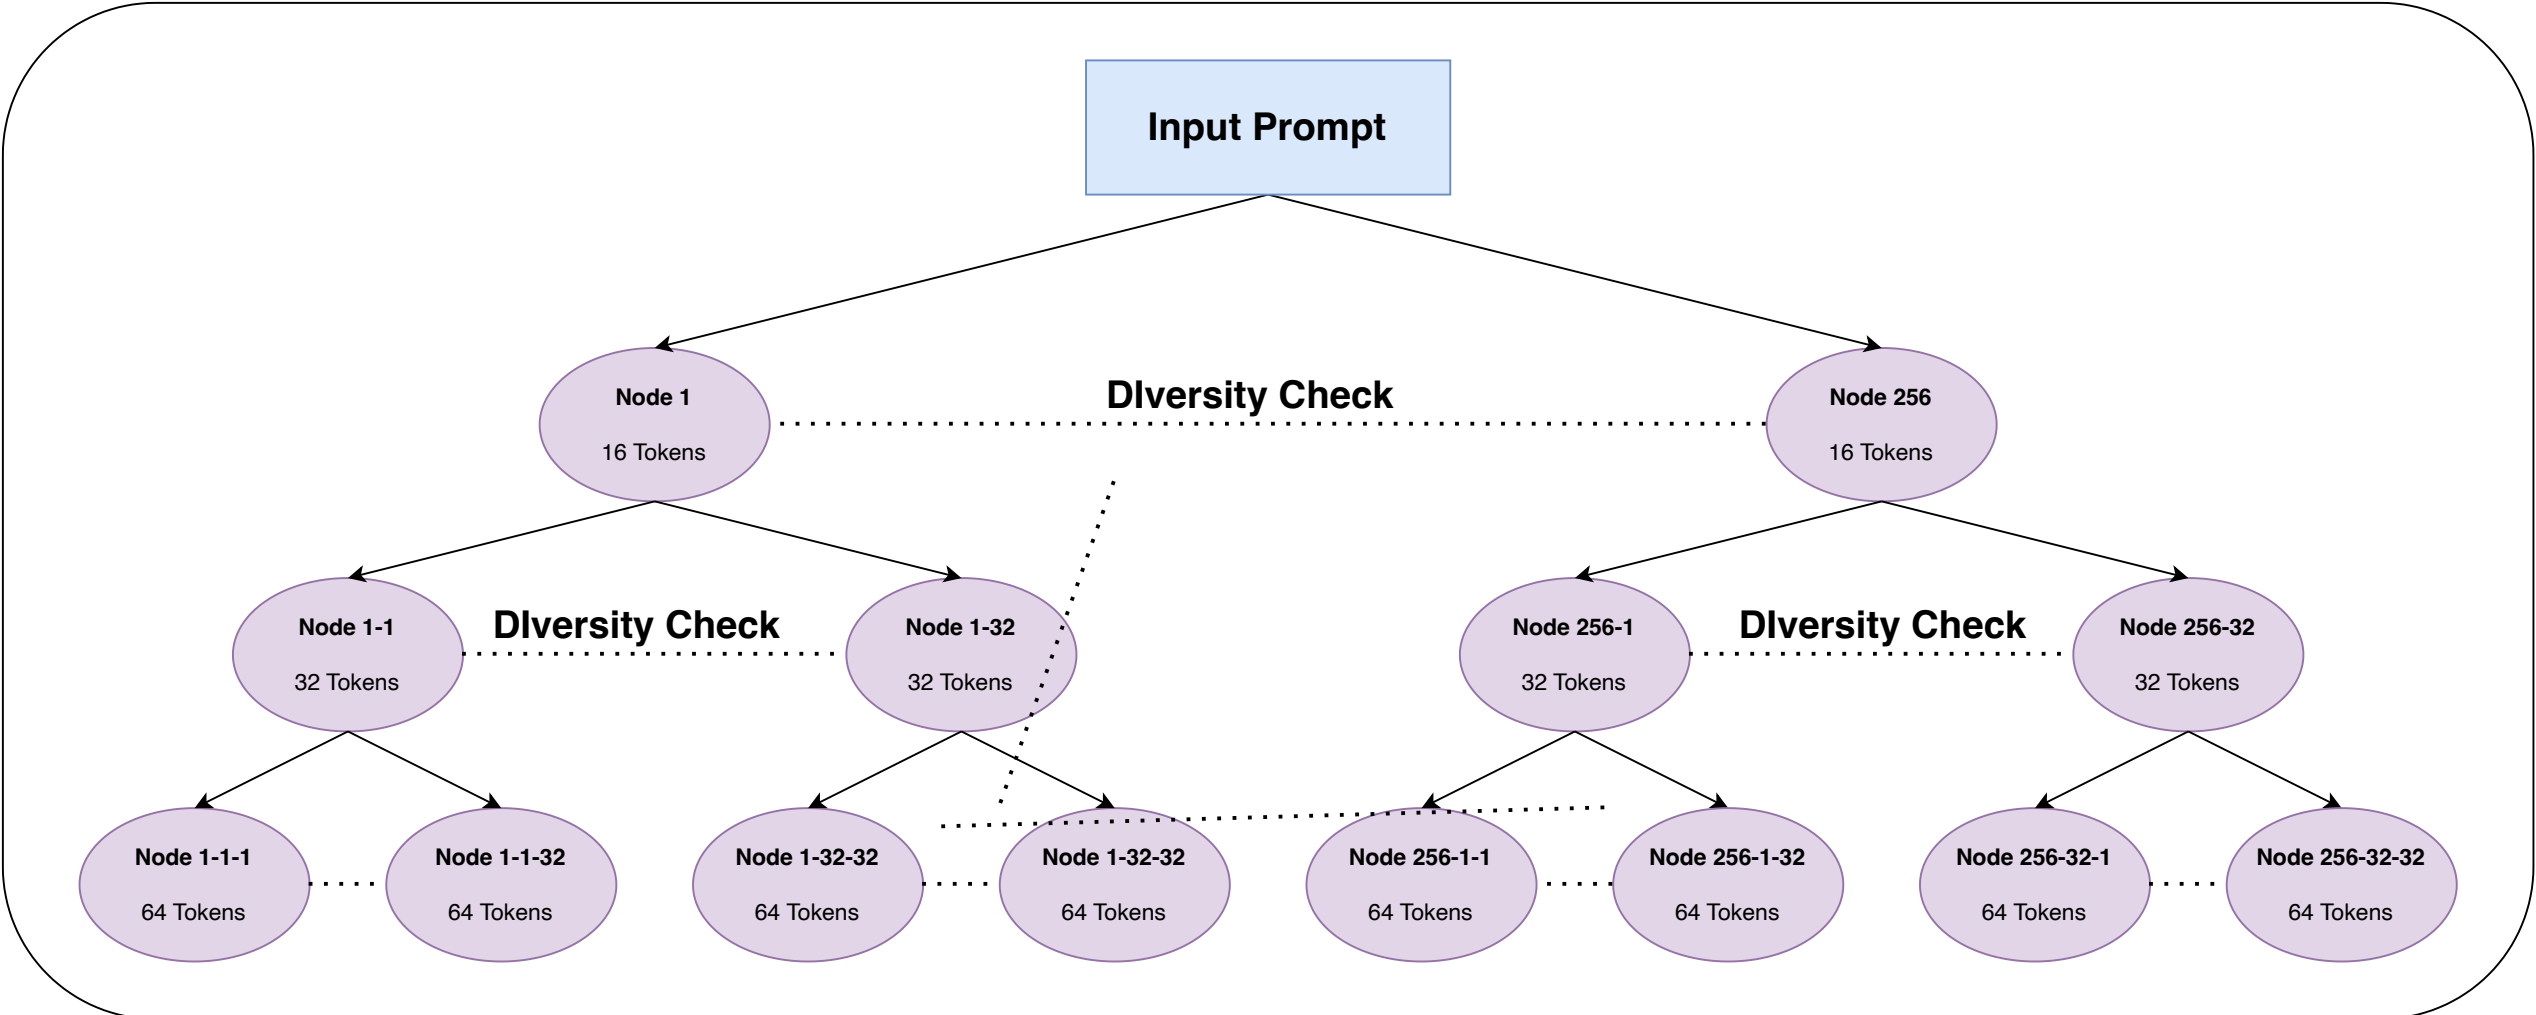 Input Prompt
DIversity Check
Node 1
16 Tokens
Node 256
16 Tokens
DIversity Check
DIversity Check
Node 1-1
32 Tokens
Node 1-32
32 Tokens
Node 256-1
32 Tokens
Node 256-32
32 Tokens
Node 1-1-1
64 Tokens
Node 1-1-32
64 Tokens
Node 1-32-32
64 Tokens
Node 1-32-32
64 Tokens
Node 256-1-1
64 Tokens
Node 256-1-32
64 Tokens
Node 256-32-1
64 Tokens
Node 256-32-32
64 Tokens